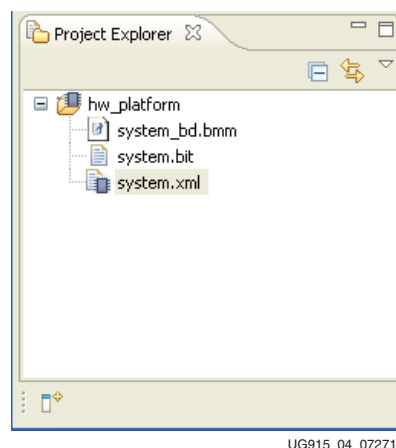 Project Explorer
hw_platform
system_bd.bmm
system.bit
system.xml
UG915_04_07271